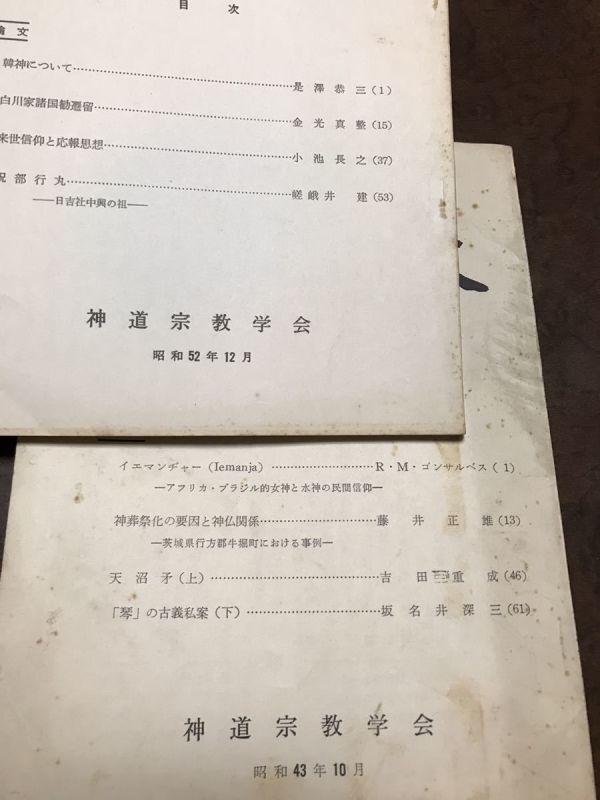 目次
論文
韓神について……是澤恭三(1)
白川家諸国勧遷留……金光真整(15)
来世信仰と応報思想……小池長之(37)
祝部行丸……嵯峨井建(53)
――日吉社中興の祖――
神道宗教学会
昭和52年12月
イエマンヂャー(Iemanja)……R・M・ゴンサルベス(1)
―アフリカ・ブラジル的女神と水神の民間信仰―
神葬祭化の要因と神仏関係……藤井正雄(13)
―茨城県行方郡牛堀町における事例―
天沼矛(上)……吉田重成(46)
「琴」の古義私案(下)……坂名井深三(61)
神道宗教学会
昭和43年10月